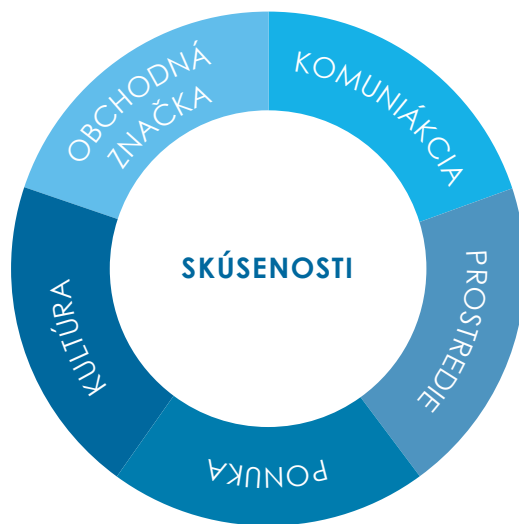 OBCHODNÁ
ZNAČKA
KOMUNIÁKCIA
PROSTREDIE
PONUKA
KULTÚRA
SKÚSENOSTI